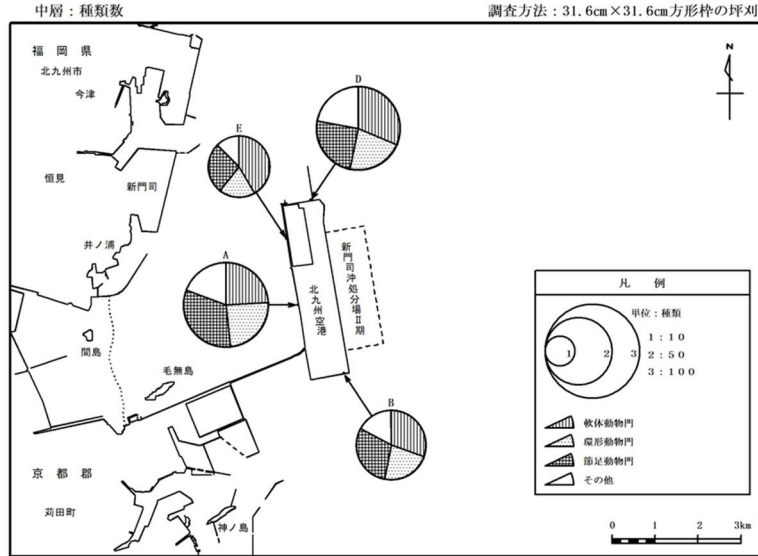 中層：種類数 調査方法：31.6cm×31.6cm方形枠の坪刈
福岡県
北九州市
今津
恒見
新門司
井ノ浦
間島
毛無島
京都郡
苅田町
神ノ島
E
D
A
B
N
北九州空港
新門司沖処分場Ⅱ期
凡 例
単位：種類
1：10
2：50
3：100
1 2 3
軟体動物門
環形動物門
節足動物門
その他
0 1 2 3km